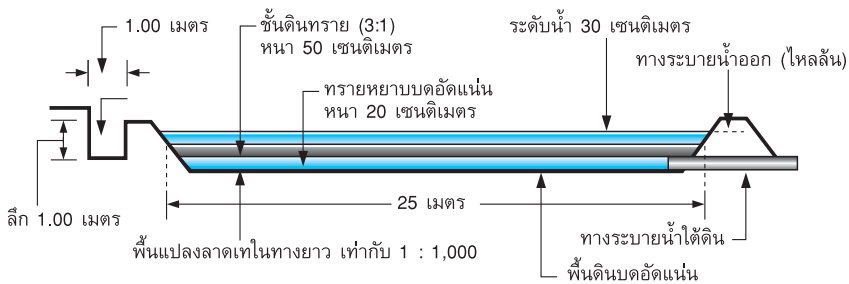 1.00 เมตร
ชั้นดินทราย (3:1)
หนา 50 เซนติเมตร
ระดับน้ำ 30 เซนติเมตร
ทางระบายน้ำออก (ไหลล้น)
ทรายหยาบบดอัดแน่น
หนา 20 เซนติเมตร
ลึก 1.00 เมตร
25 เมตร
พื้นแปลงลาดเทในทางยาว เท่ากับ 1 : 1,000
ทางระบายน้ำใต้ดิน
พื้นดินบดอัดแน่น